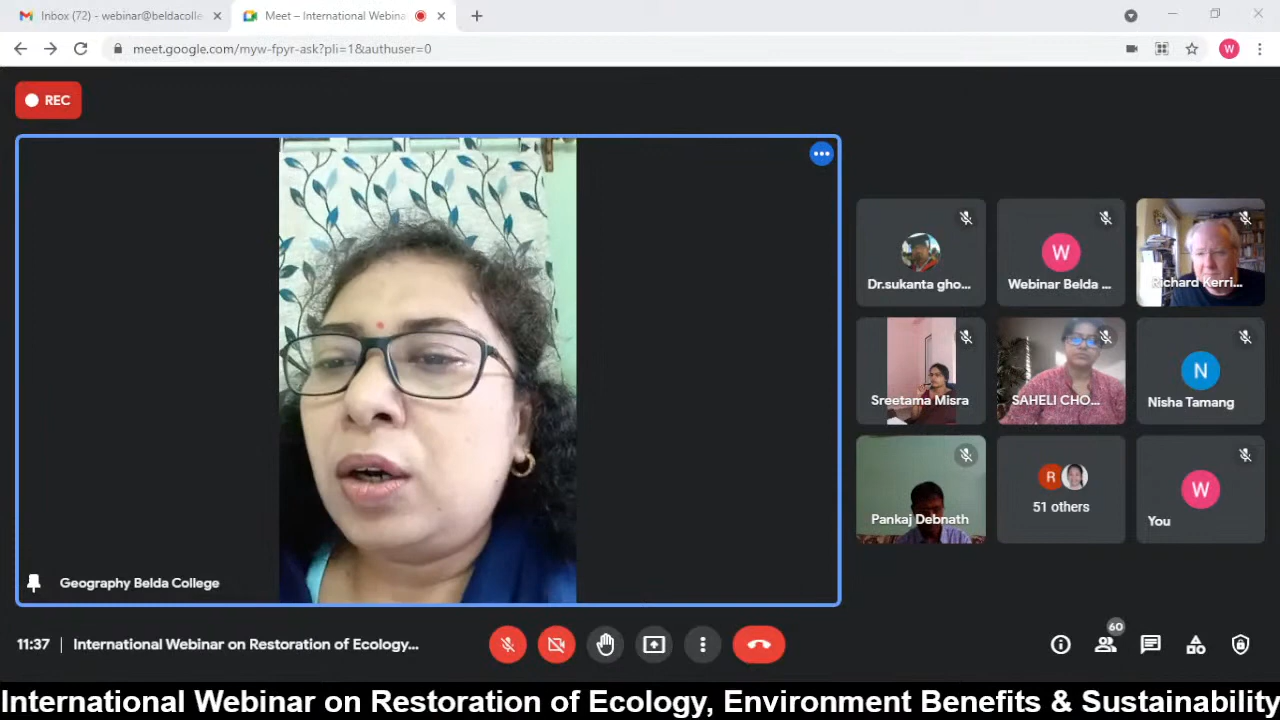 Inbox (72) - webinar@beldacolle
Meet – International Webina
meet.google.com/myw-fpyr-ask?pli=1&authuser=0
W
REC
Dr.sukanta gho...
W
Webinar Belda ...
Richard Kerri...
Sreetama Misra
SAHELI CHO...
N
Nisha Tamang
Pankaj Debnath
R
51 others
W
You
Geography Belda College
11:37 | International Webinar on Restoration of Ecology...
60
International Webinar on Restoration of Ecology, Environment Benefits & Sustainability